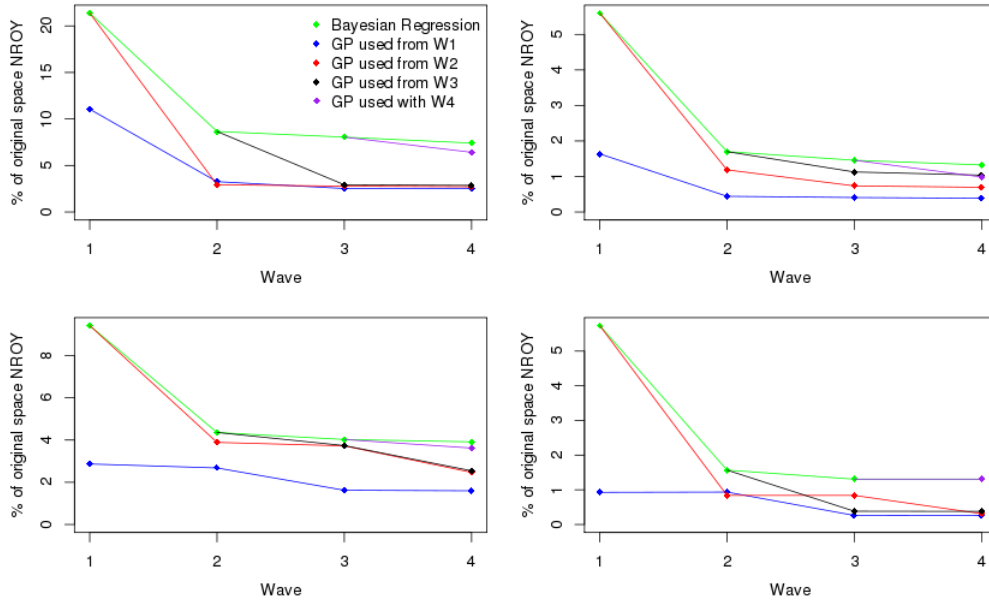 % of original space NROY
20
15
10
5
0
1 2 3 4
Wave
Bayesian Regression
GP used from W1
GP used from W2
GP used from W3
GP used with W4
% of original space NROY
5
4
3
2
1
0
1 2 3 4
Wave
% of original space NROY
8
6
4
2
0
1 2 3 4
Wave
% of original space NROY
5
4
3
2
1
0
1 2 3 4
Wave